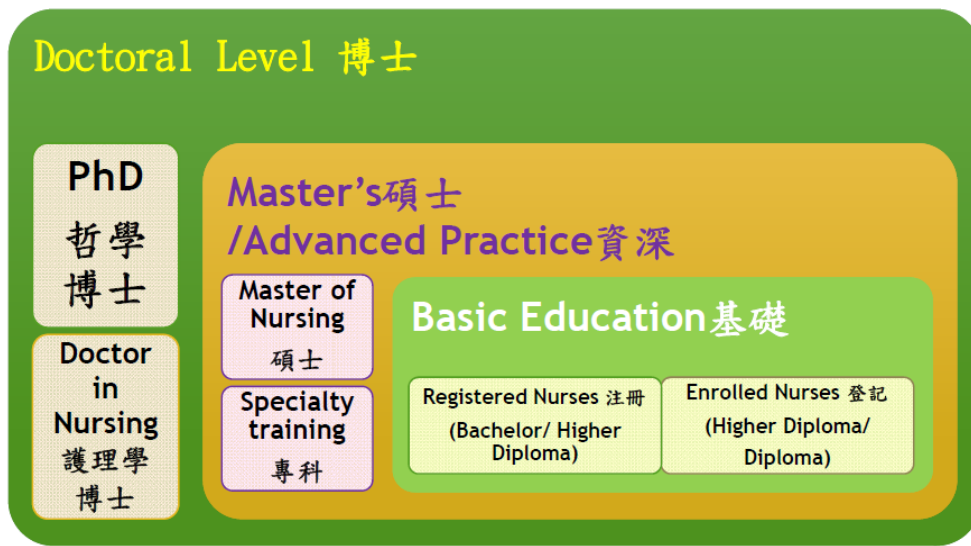 Doctoral Level 博士
PhD
哲學
博士
Doctor
in
Nursing
護理學
博士
Master's碩士
/Advanced Practice資深
Master of
Nursing
碩士
Specialty
training
專科
Basic Education基礎
Registered Nurses 注冊
(Bachelor/ Higher
Diploma)
Enrolled Nurses 登記
(Higher Diploma/
Diploma)